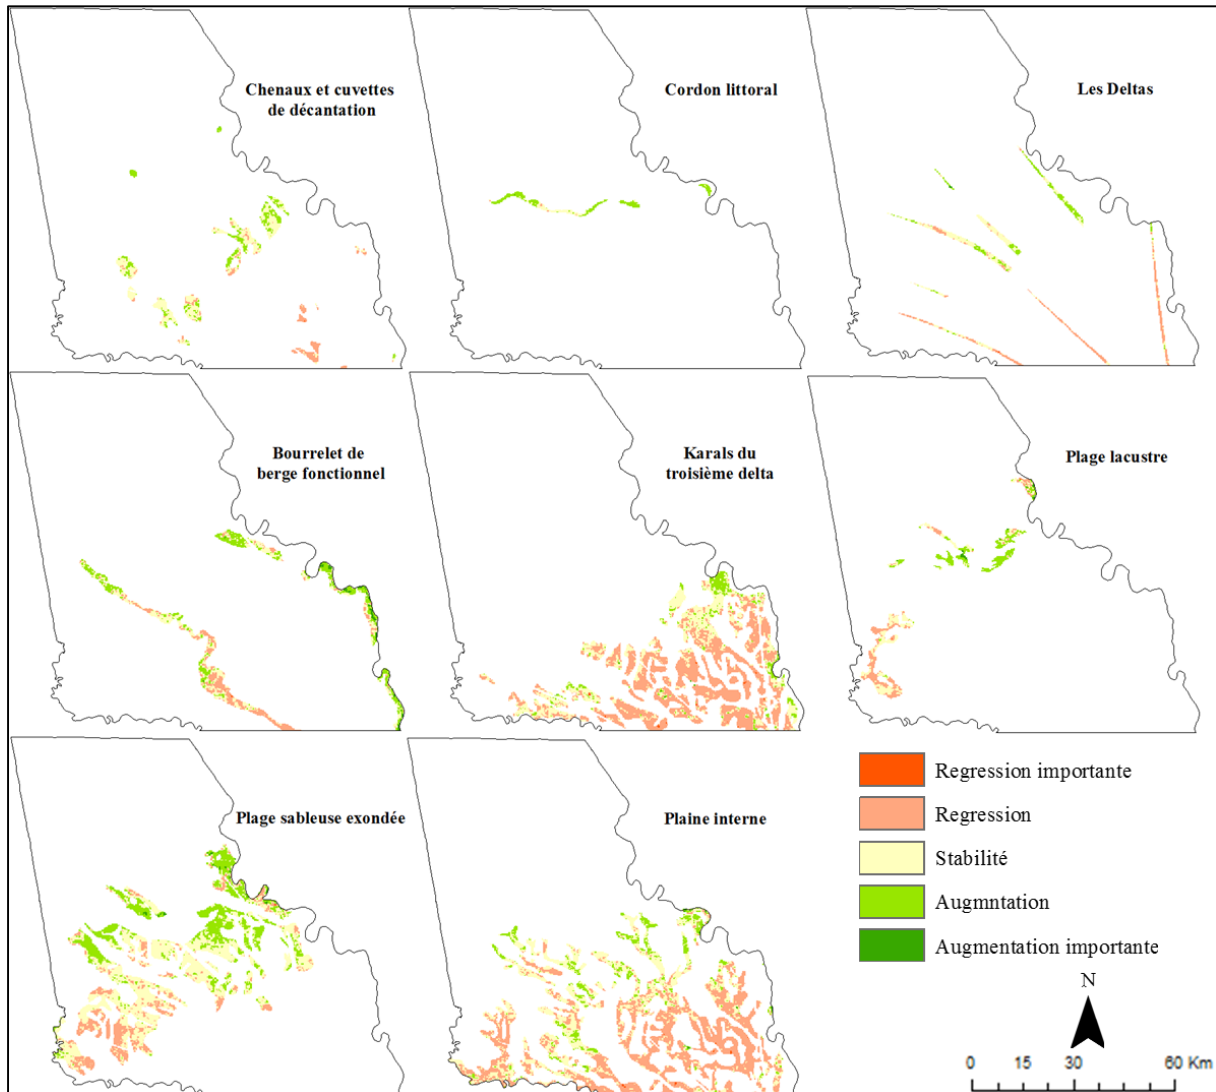 Chenaux et cuvettes
de décantation
Cordon littoral
Les Deltas
Bourrelet de
berge fonctionnel
Karals du
troisième delta
Plage lacustre
Plage sableuse exondée
Plaine interne
Regression importante
Regression
Stabilité
Augmntation
Augmentation importante
N
0 15 30 60 Km